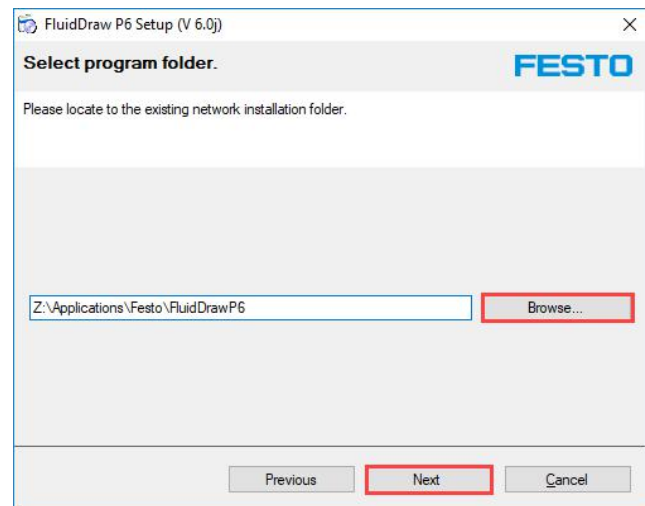 FluidDraw P6 Setup (V 6.0j)
Select program folder.
FESTO
Please locate to the existing network installation folder.
Z:\Applications\Festo\FluidDrawP6
Browse...
Previous
Next
Cancel